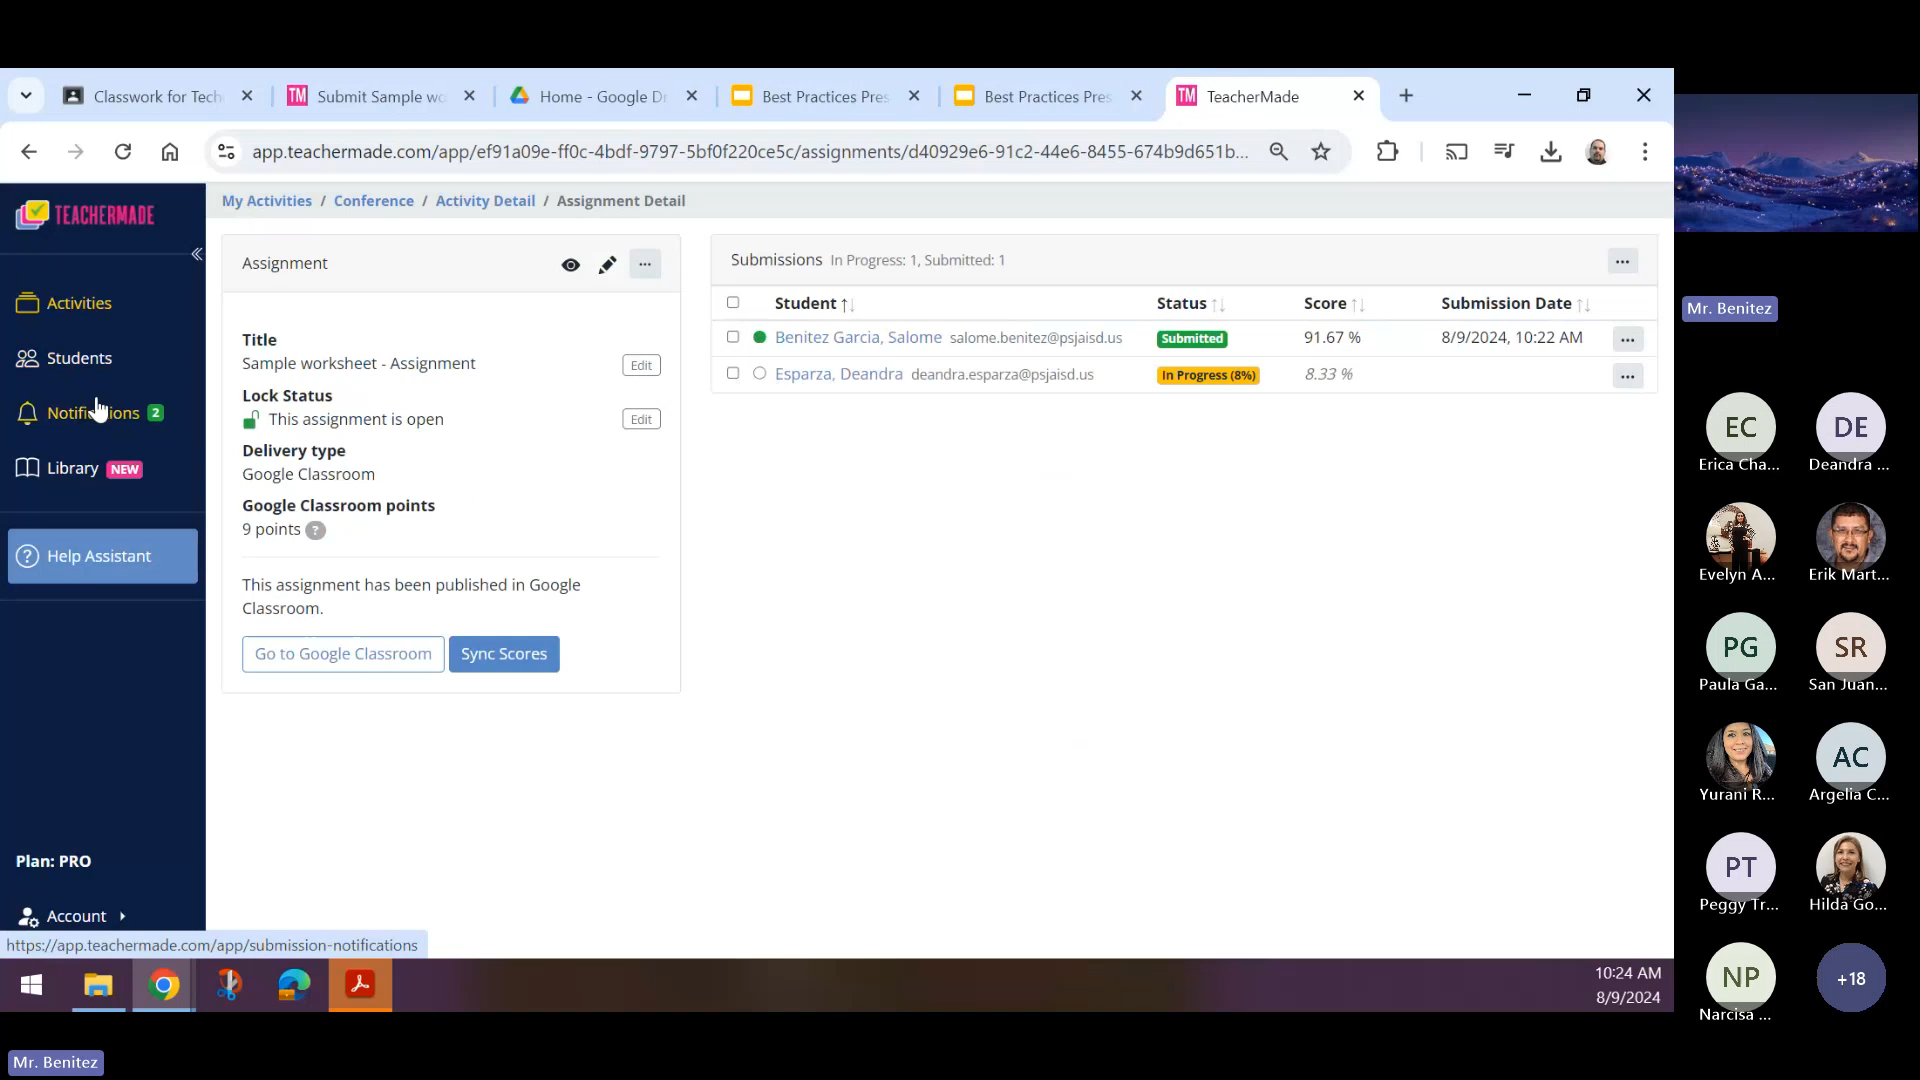 Classwork for Tech
Submit Sample wo
Home - Google Dr
Best Practices Pres
Best Practices Pres
TM TeacherMade
app.teachermade.com/app/ef91a09e-ff0c-4bdf-9797-5bf0f220ce5c/assignments/d40929e6-91c2-44e6-8455-674b9d651b...
TEACHERMADE
Activities
Students
Notifications 2
Library NEW
Help Assistant
Plan: PRO
Account
https://app.teachermade.com/app/submission-notifications
My Activities / Conference / Activity Detail / Assignment Detail
Assignment
Title
Sample worksheet - Assignment
Edit
Lock Status
This assignment is open
Edit
Delivery type
Google Classroom
Google Classroom points
9 points ?
This assignment has been published in Google
Classroom.
Go to Google Classroom
Sync Scores
Submissions In Progress: 1, Submitted: 1
Student Status Score Submission Date
Benitez Garcia, Salome salome.benitez@psjaisd.us Submitted 91.67 % 8/9/2024, 10:22 AM
Esparza, Deandra deandra.esparza@psjaisd.us In Progress (8%) 8.33 %
10:24 AM
8/9/2024
Mr. Benitez
Mr. Benitez
EC
Erica Cha...
DE
Deandra ...
Evelyn A...
Erik Mart...
PG
Paula Ga...
SR
San Juan...
Yurani R...
AC
Argelia C...
PT
Peggy Tr...
Hilda Go...
NP
Narcisa ...
+18